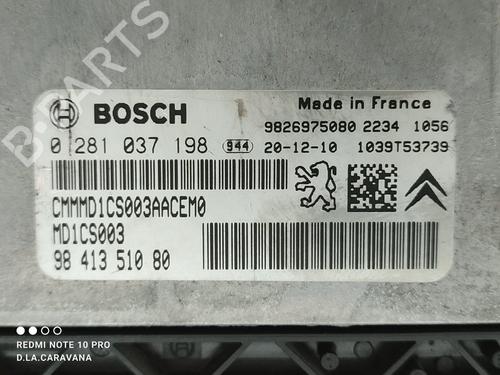 BOSCH
Made in France
9826975080 2234 1056
0 281 037 198 944 20-12-10 1039T53739
CMMMD1CS003AACEM0
MD1CS003
98 413 510 80
B-PARTS
REDMI NOTE 10 PRO
D.LA.CARAVANA